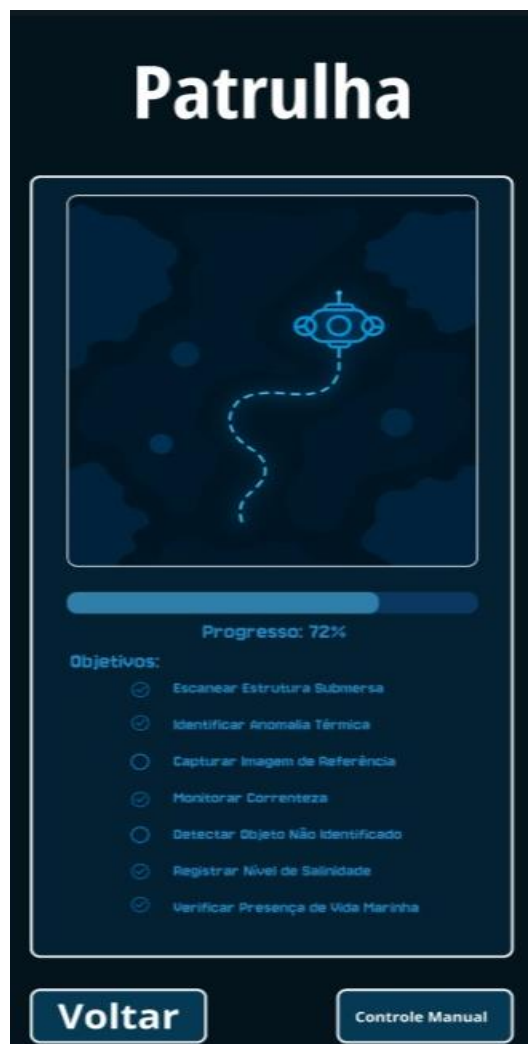 Patrulha
Progresso: 72%
Objetivos:
Escanear Estrutura Submersa
Identificar Anomalia Térmica
Capturar Imagem de Referência
Monitorar Correnteza
Detectar Objeto Não Identificado
Registrar Nível de Salinidade
Verificar Presença de Vida Marinha
Voltar
Controle Manual